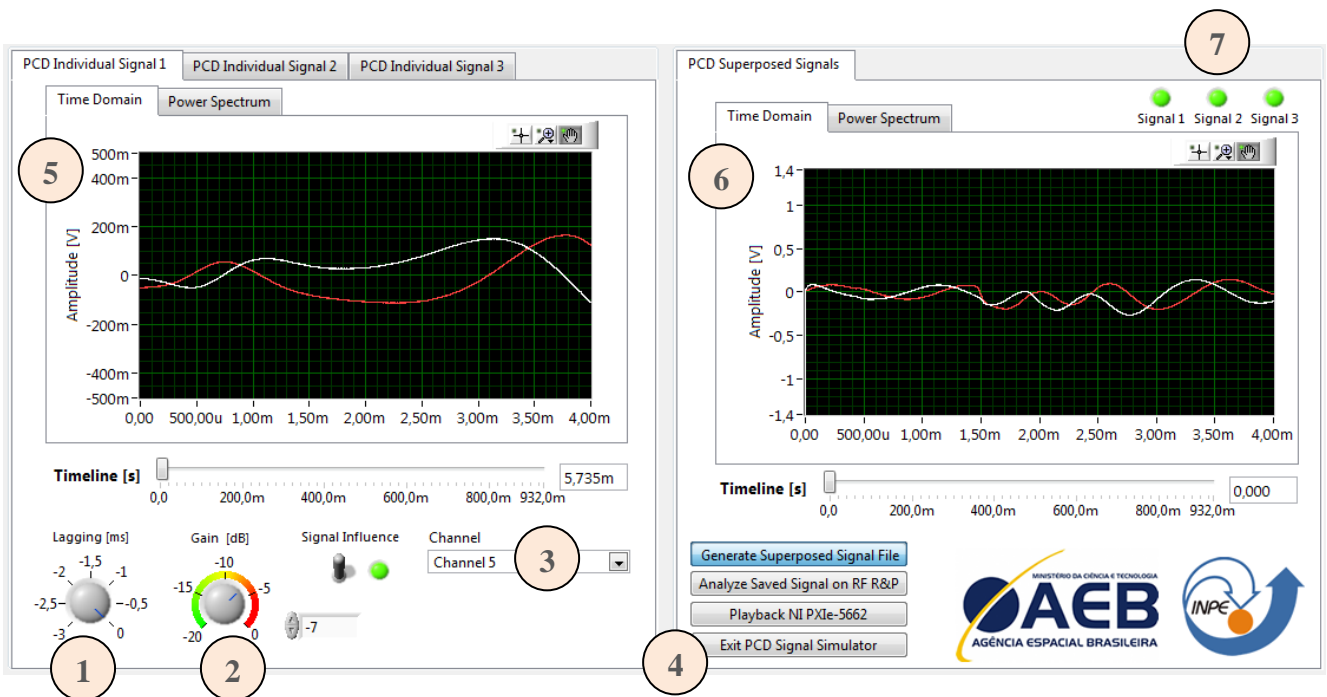 7
PCD Individual Signal 1
PCD Individual Signal 2
PCD Individual Signal 3
Time Domain
Power Spectrum
5
500m
400m
200m
0
-200m
-400m
-500m
Amplitude [V]
0,00 500,00u 1,00m 1,50m 2,00m 2,50m 3,00m 3,50m 4,00m
Timeline [s]
5,735m
0,0 200,0m 400,0m 600,0m 800,0m 932,0m
Lagging [ms]
-3
-2,5
-2
-1,5
-1
-0,5
0
1
Gain [dB]
-20
-15
-10
-5
0
2
Signal Influence
-7
Channel
Channel 5
3
PCD Superposed Signals
Signal 1 Signal 2 Signal 3
Time Domain
Power Spectrum
6
1,4
1
0,5
0
-0,5
-1
-1,4
Amplitude [V]
0,00 500,00u 1,00m 1,50m 2,00m 2,50m 3,00m 3,50m 4,00m
Timeline [s]
0,000
0,0 200,0m 400,0m 600,0m 800,0m 932,0m
Generate Superposed Signal File
Analyze Saved Signal on RF R&P
Playback NI PXIe-5662
Exit PCD Signal Simulator
4
MINISTÉRIO DA CIÊNCIA E TECNOLOGIA
AEB
AGÊNCIA ESPACIAL BRASILEIRA
INPE